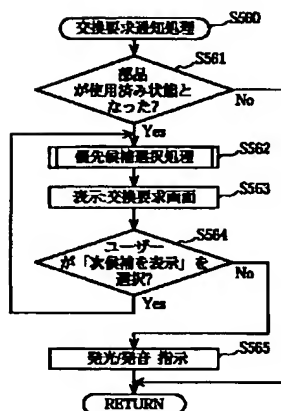 交換要求通知処理
S560
S561
部品
が使用済み状態と
なった?
No
Yes
優先候補選択処理
S562
表示:交換要求画面
S563
S564
ユーザー
が「次候補を表示」を
選択?
No
Yes
発光/発音 指示
S565
RETURN